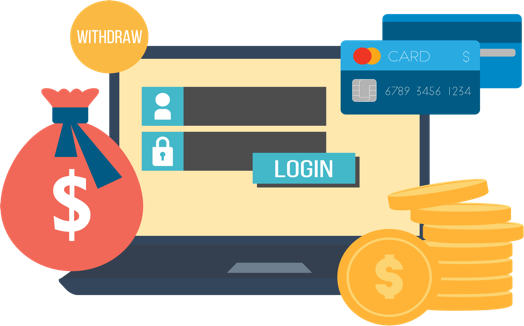 WITHDRAW
CARD $
6789 3456 1234
LOGIN
$
$